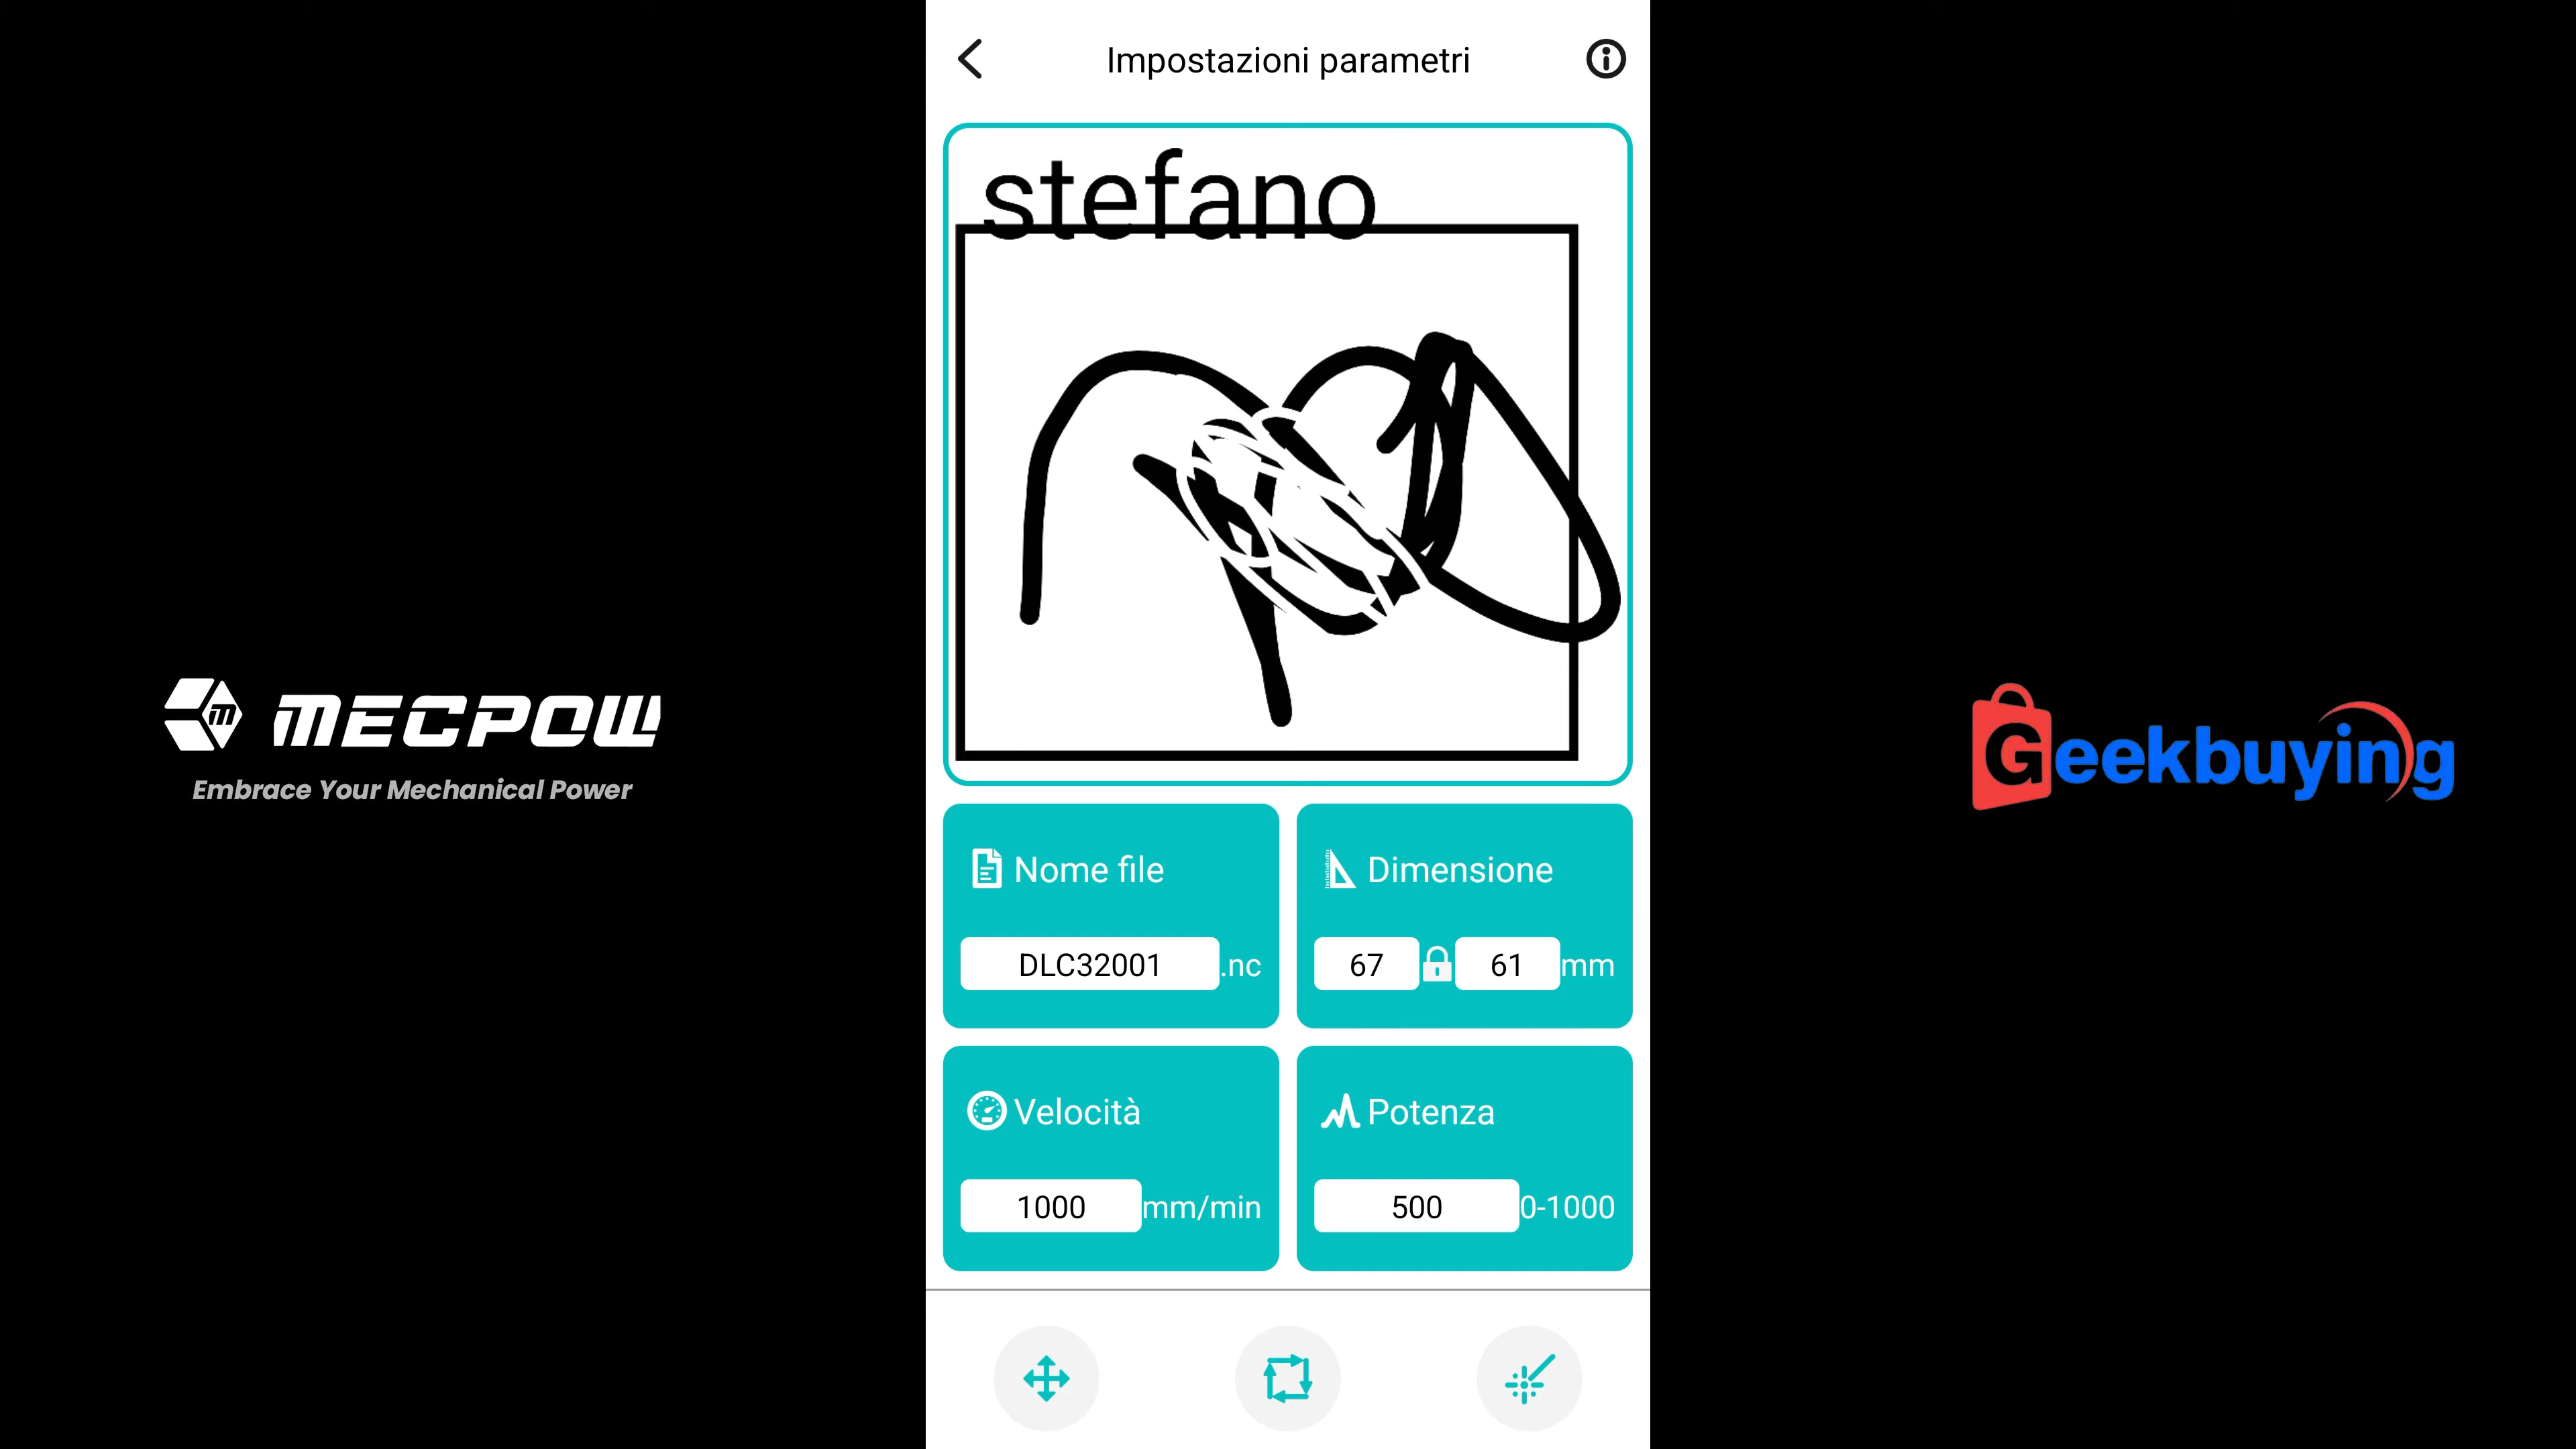 Impostazioni parametri
stefano
MECPOW
Embrace Your Mechanical Power
Geekbuying
Nome file
DLC32001 .nc
Dimensione
67 61 mm
Velocità
1000 mm/min
Potenza
500 0-1000